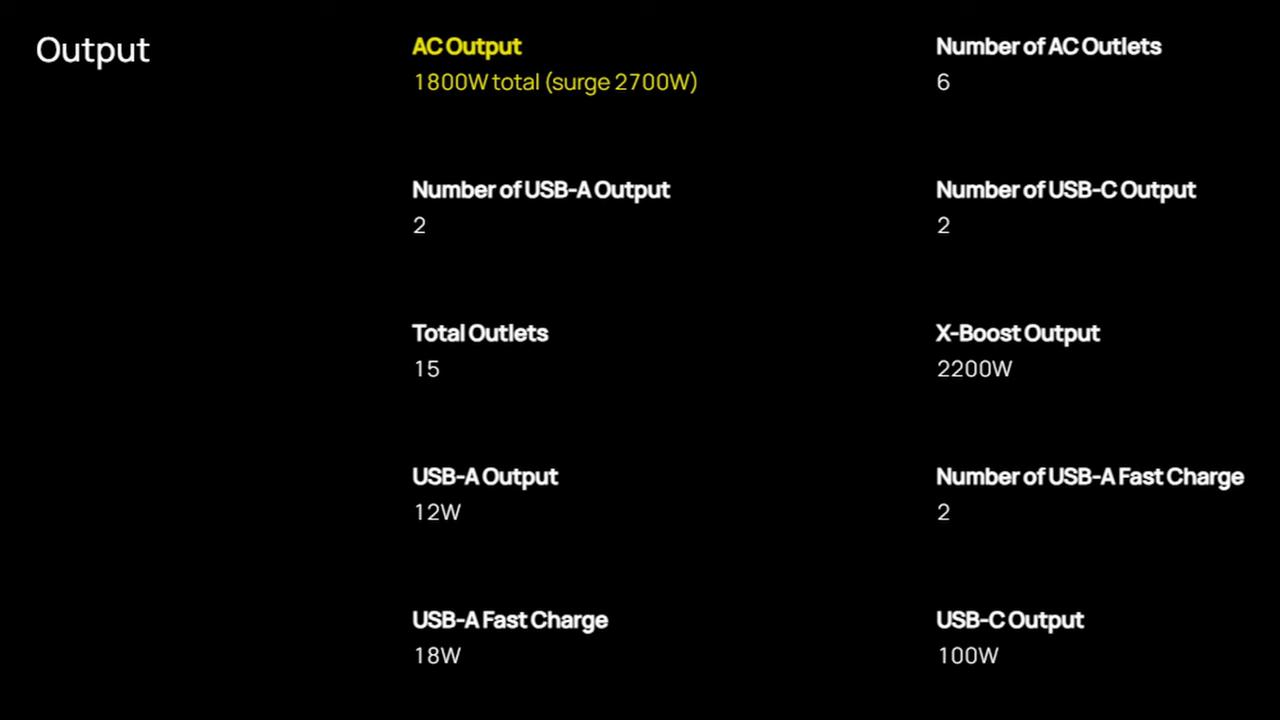 Output
AC Output
1800W total (surge 2700W)
Number of AC Outlets
6
Number of USB-A Output
2
Number of USB-C Output
2
Total Outlets
15
X-Boost Output
2200W
USB-A Output
12W
Number of USB-A Fast Charge
2
USB-A Fast Charge
18W
USB-C Output
100W